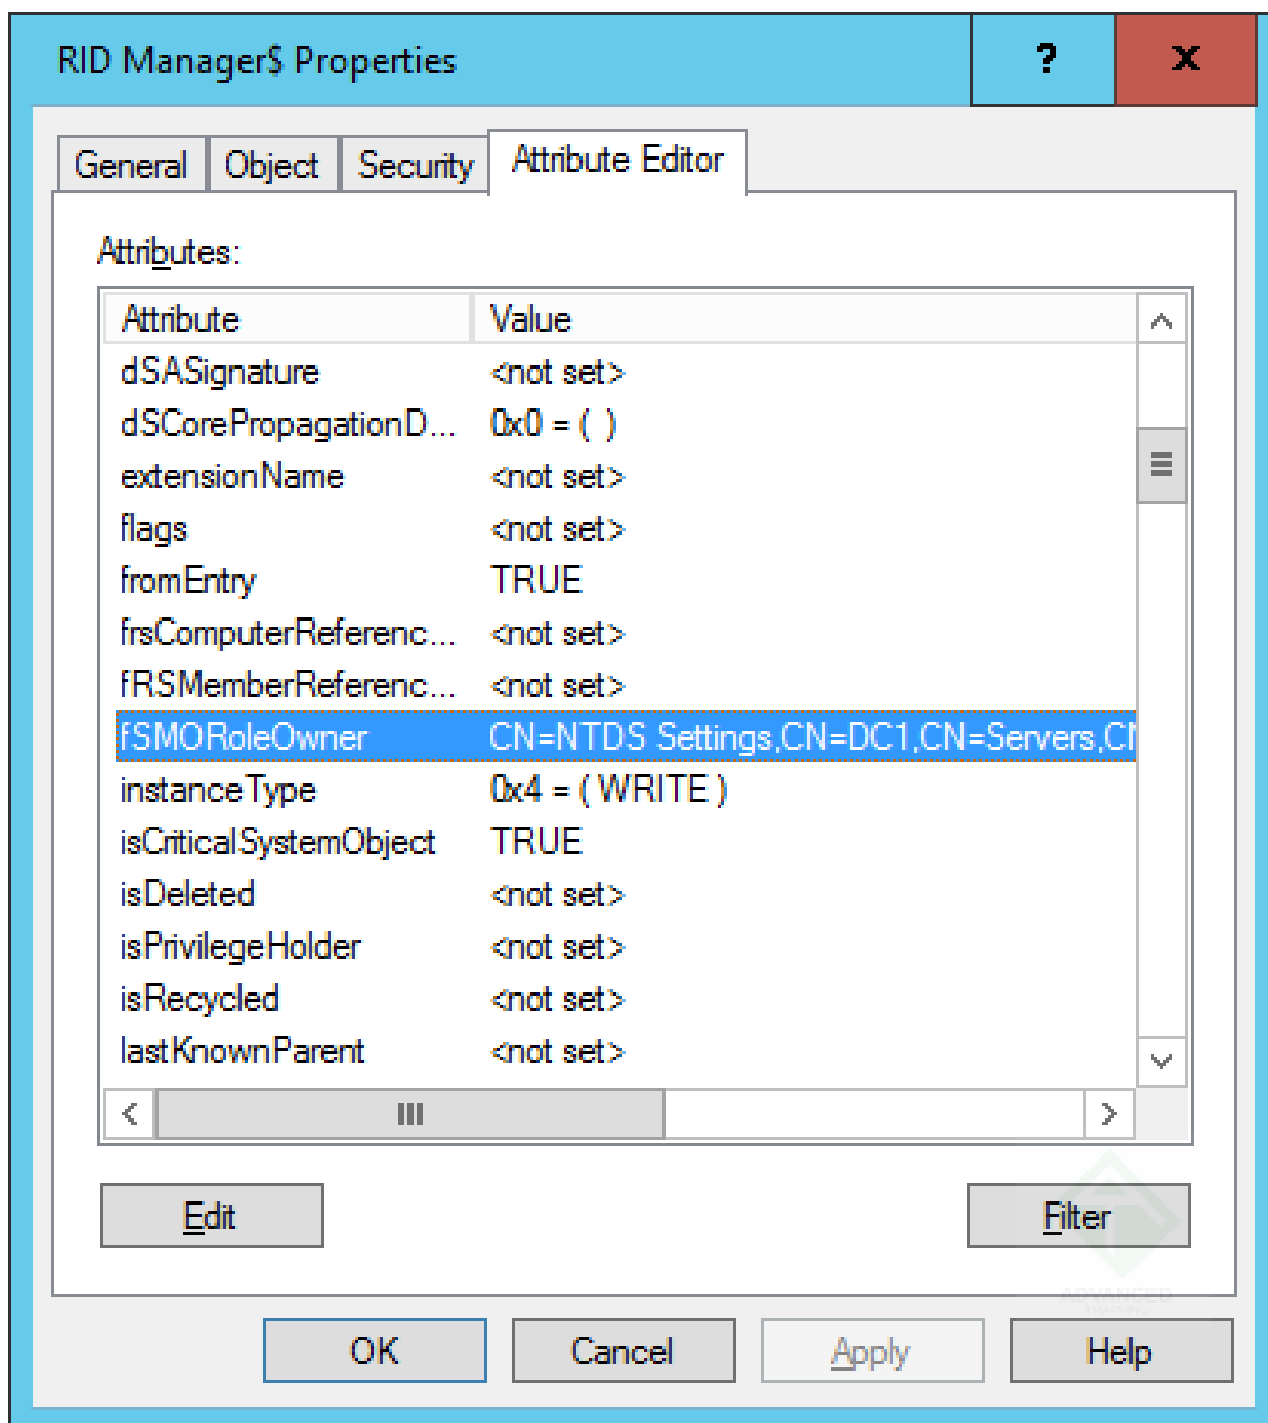 RID Manager$ Properties
?
x
General Object Security Attribute Editor
Attributes:
Attribute Value
dSASignature <not set>
dSCorePropagationD... 0x0 = ( )
extensionName <not set>
flags <not set>
fromEntry TRUE
frsComputerReferenc... <not set>
fRSMemberReferenc... <not set>
fSMORoleOwner CN=NTDS Settings,CN=DC1,CN=Servers,CN
instanceType 0x4 = ( WRITE )
isCriticalSystemObject TRUE
isDeleted <not set>
isPrivilegeHolder <not set>
isRecycled <not set>
lastKnownParent <not set>
Edit Filter
ADVANCED
OK Cancel Apply Help